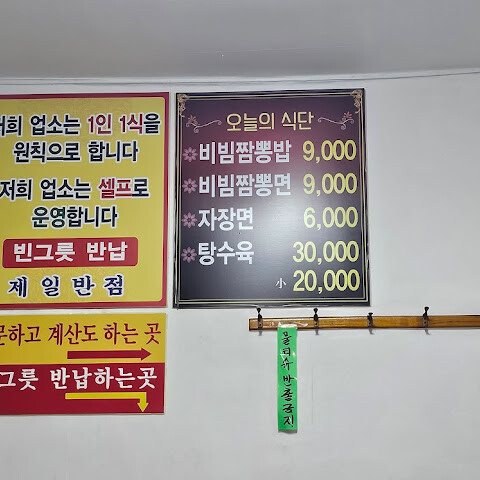 저희 업소는 1인 1식을
원칙으로 합니다
저희 업소는 셀프로
운영합니다
빈그릇 반납
제일반점
오늘의 식단
비빔짬뽕밥 9,000
비빔짬뽕면 9,000
자장면 6,000
탕수육 30,000
小 20,000
문하고 계산도 하는 곳
그릇 반납하는곳
물티슈 반출금지